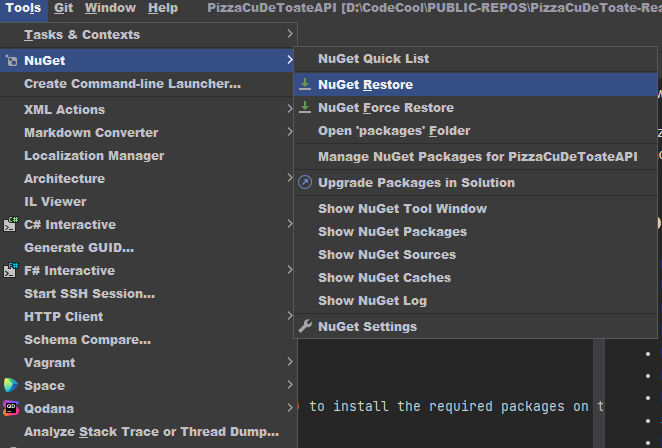 Tools Git Window Help PizzaCuDeToateAPI [D:\CodeCool\PUBLIC-REPOS\PizzaCuDeToate-Rea
Tasks & Contexts
NuGet
Create Command-line Launcher...
XML Actions
Markdown Converter
Localization Manager
Architecture
IL Viewer
C# Interactive
Generate GUID...
F# Interactive
Start SSH Session...
HTTP Client
Schema Compare...
Vagrant
Space
Qodana
Analyze Stack Trace or Thread Dump...
NuGet Quick List
NuGet Restore
NuGet Force Restore
Open 'packages' Folder
Manage NuGet Packages for PizzaCuDeToateAPI
Upgrade Packages in Solution
Show NuGet Tool Window
Show NuGet Packages
Show NuGet Sources
Show NuGet Caches
Show NuGet Log
NuGet Settings
to install the required packages on t